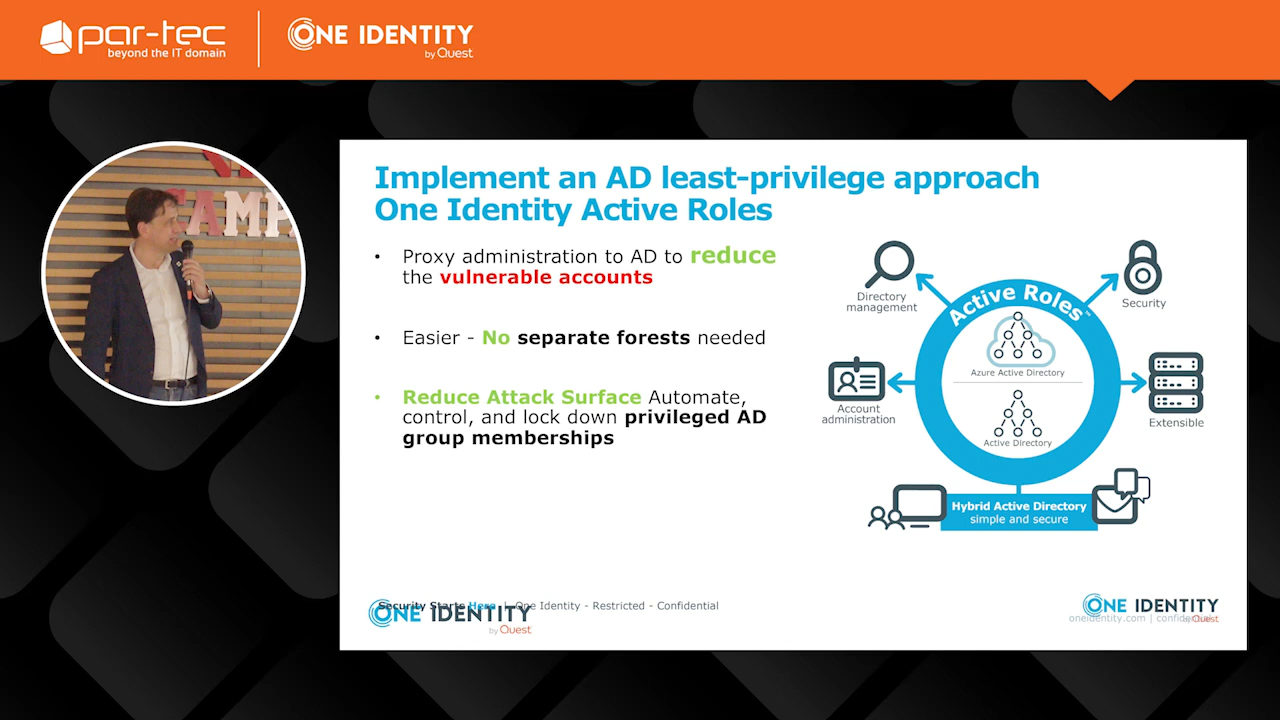 par-tec
beyond the IT domain
ONE IDENTITY
by Quest
CAMP
Implement an AD least-privilege approach
One Identity Active Roles
• Proxy administration to AD to reduce
the vulnerable accounts
• Easier - No separate forests needed
• Reduce Attack Surface Automate,
control, and lock down privileged AD
group memberships
Directory
management
Active Roles™
Security
Azure Active Directory
Account
administration
Active Directory
Extensible
Hybrid Active Directory
simple and secure
Security Starts Here | One Identity - Restricted - Confidential
ONE IDENTITY
by Quest
ONE IDENTITY
oneidentity.com | confidential
by Quest